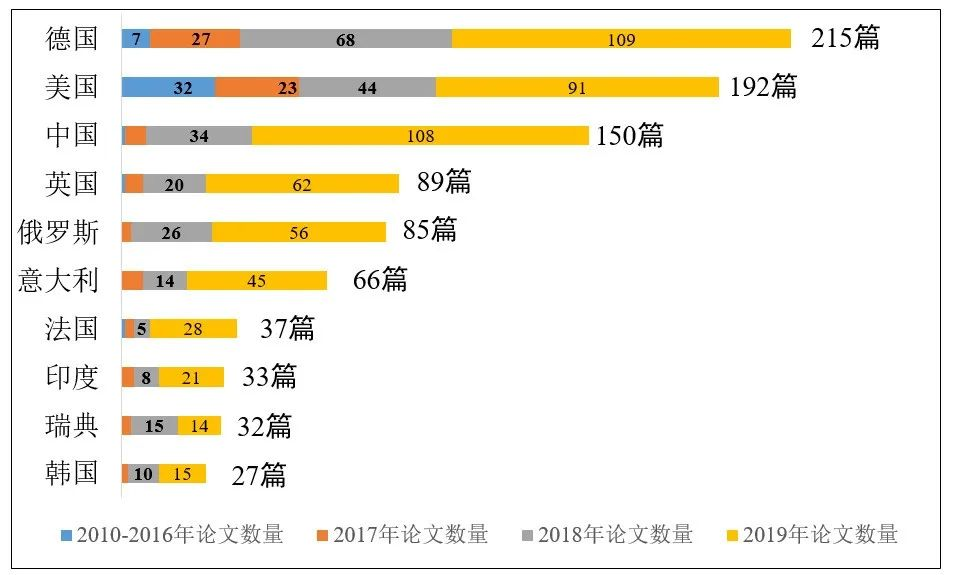 德国 7 27 68 109 215篇
美国 32 23 44 91 192篇
中国 34 108 150篇
英国 20 62 89篇
俄罗斯 26 56 85篇
意大利 14 45 66篇
法国 5 28 37篇
印度 8 21 33篇
瑞典 15 14 32篇
韩国 10 15 27篇
2010-2016年论文数量 2017年论文数量 2018年论文数量 2019年论文数量